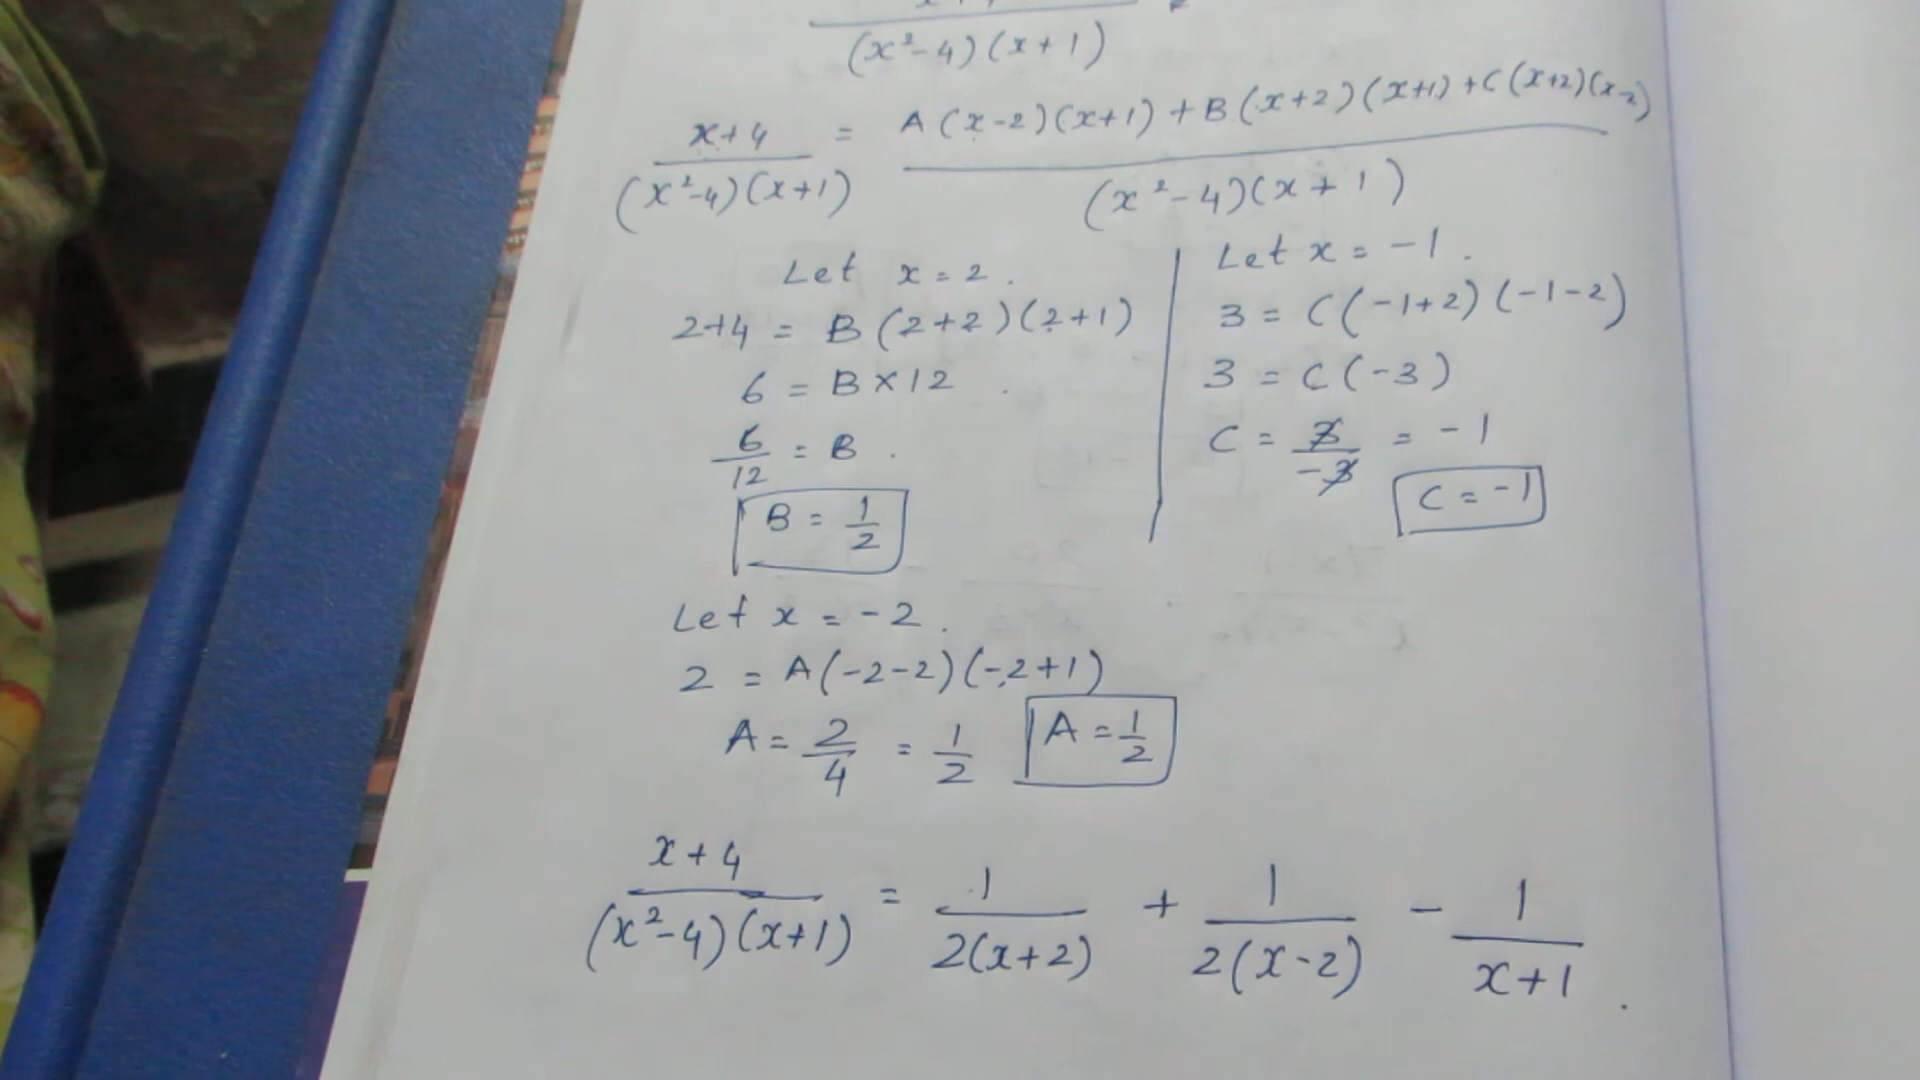 (x²-4)(x+1)
x+4 / (x²-4)(x+1) = A(x-2)(x+1)+B(x+2)(x+1)+C(x+2)(x-2) / (x²-4)(x+1)
Let x=2.
2+4 = B(2+2)(2+1)
6 = B×12
6/12 = B.
B = 1/2
Let x = -1.
3 = C(-1+2)(-1-2)
3 = C(-3)
C = 3/-3 = -1
C = -1
Let x = -2.
2 = A(-2-2)(-2+1)
A = 2/4 = 1/2 A = 1/2
x+4 / (x²-4)(x+1) = 1 / 2(x+2) + 1 / 2(x-2) - 1 / x+1.